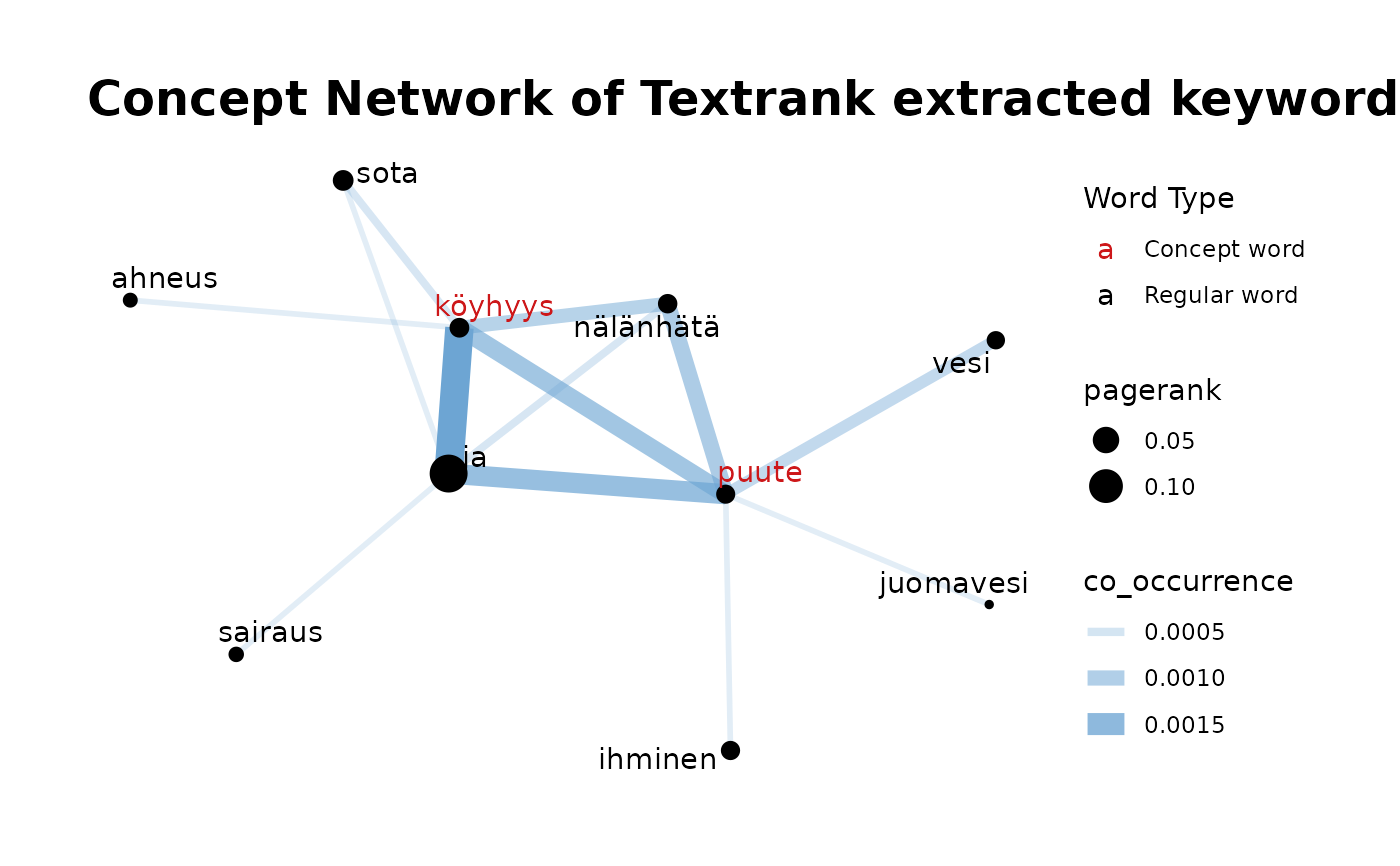 Concept Network of Textrank extracted keyword
sota
ahneus
köyhyys
nälänhätä
vesi
ja
puute
juomavesi
sairaus
ihminen
Word Type
a Concept word
a Regular word
pagerank
0.05
0.10
co_occurrence
0.0005
0.0010
0.0015